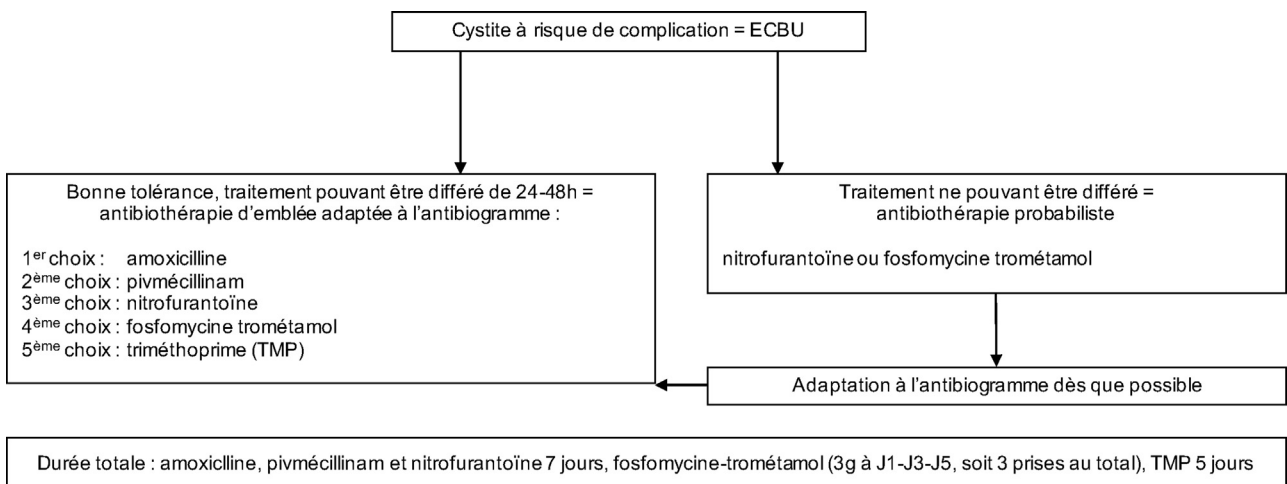 Cystite à risque de complication = ECBU
Bonne tolérance, traitement pouvant être différé de 24-48h =
antibiothérapie d'emblée adaptée à l'antibiogramme :
1er choix : amoxicilline
2ème choix : pivmécillinam
3ème choix : nitrofurantoïne
4ème choix : fosfomycine trométamol
5ème choix : triméthoprime (TMP)
Traitement ne pouvant être différé =
antibiothérapie probabiliste
nitrofurantoïne ou fosfomycine trométamol
Adaptation à l'antibiogramme dès que possible
Durée totale : amoxiclline, pivmécillinam et nitrofurantoïne 7 jours, fosfomycine-trométamol (3g à J1-J3-J5, soit 3 prises au total), TMP 5 jours